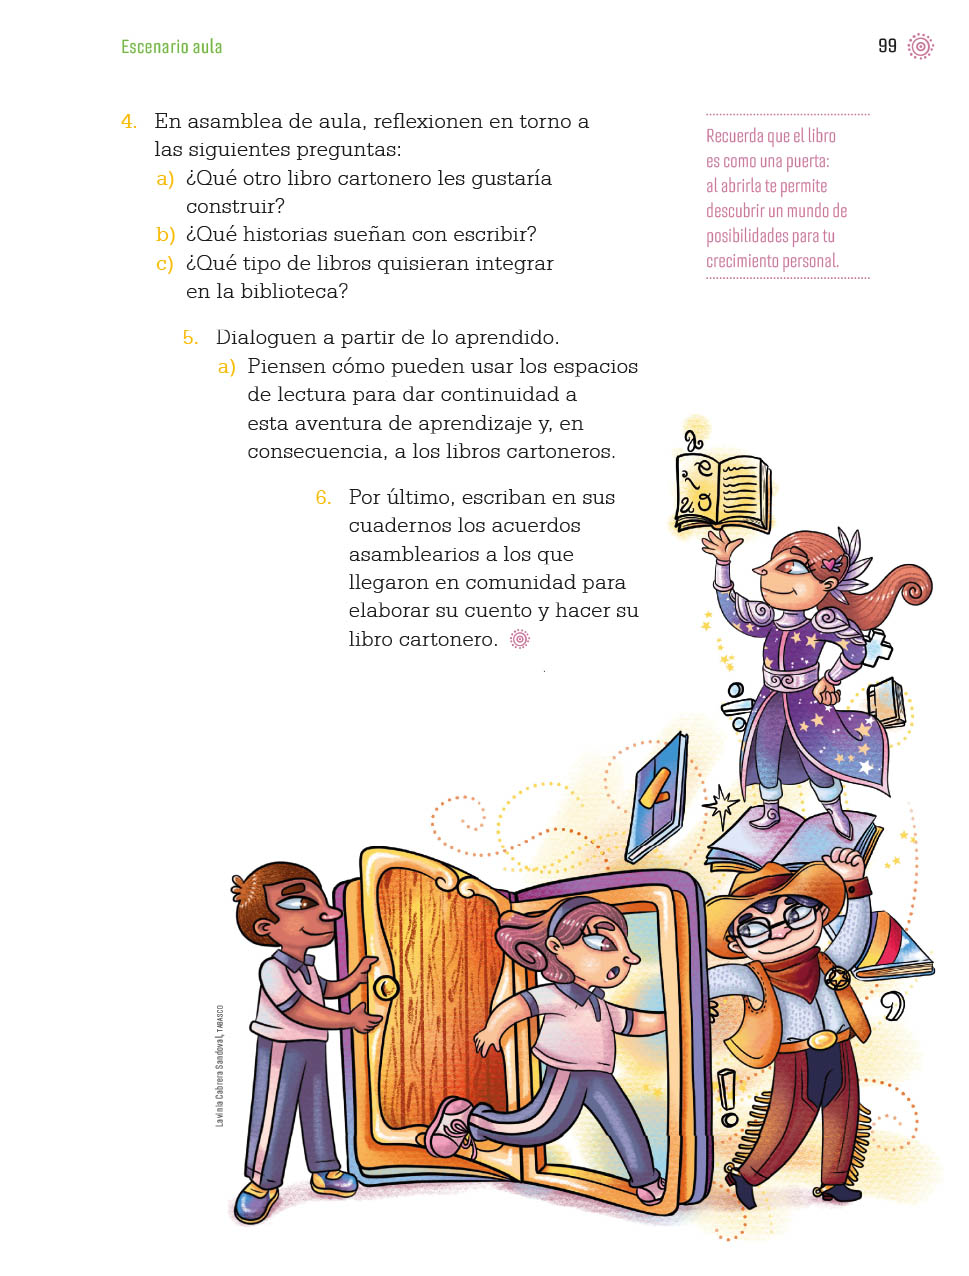 Escenario aula
99
4. En asamblea de aula, reflexionen en torno a
las siguientes preguntas:
a) ¿Qué otro libro cartonero les gustaría
construir?
b) ¿Qué historias sueñan con escribir?
c) ¿Qué tipo de libros quisieran integrar
en la biblioteca?
Recuerda que el libro
es como una puerta:
al abrirla te permite
descubrir un mundo de
posibilidades para tu
crecimiento personal.
5. Dialoguen a partir de lo aprendido.
a) Piensen cómo pueden usar los espacios
de lectura para dar continuidad a
esta aventura de aprendizaje y, en
consecuencia, a los libros cartoneros.
6. Por último, escriban en sus
cuadernos los acuerdos
asamblearios a los que
llegaron en comunidad para
elaborar su cuento y hacer su
libro cartonero.
Lavinia Cabrera Sandoval, TABASCO